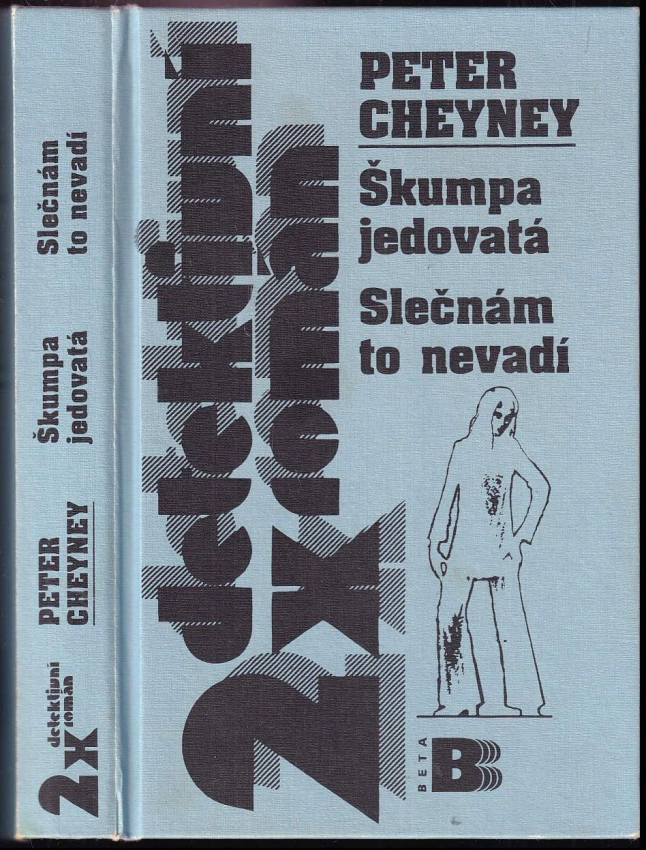 PETER
CHEYNEY
Škumpa
jedovatá
Slečnám
to nevadí
2x detektivní
román
BETA
B
2x detektivní
román
PETER
CHEYNEY
Škumpa
jedovatá
Slečnám
to nevadí